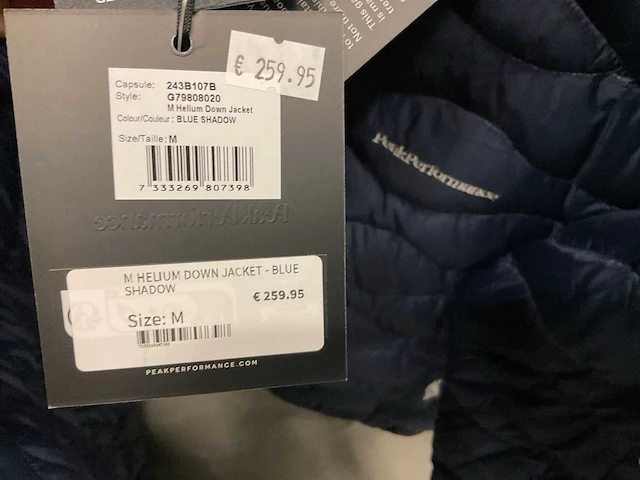 € 259.95
Capsule: 243B107B
Style: G79808020
M Helium Down Jacket
Colour/Couleur: BLUE SHADOW
Size/Taille: M
7 333269 807398
PeakPerformance
M HELIUM DOWN JACKET - BLUE
SHADOW
€ 259.95
Size: M
PEAKPERFORMANCE.COM
PeakPerformance